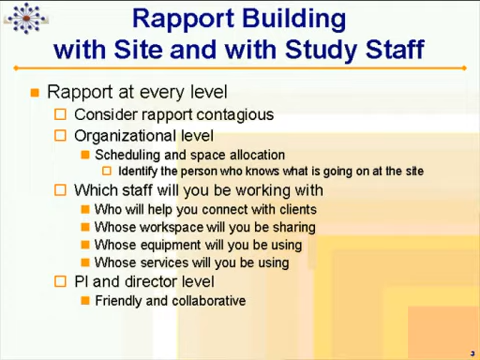 Rapport Building
with Site and with Study Staff
Rapport at every level
Consider rapport contagious
Organizational level
Scheduling and space allocation
Identify the person who knows what is going on at the site
Which staff will you be working with
Who will help you connect with clients
Whose workspace will you be sharing
Whose equipment will you be using
Whose services will you be using
PI and director level
Friendly and collaborative
3